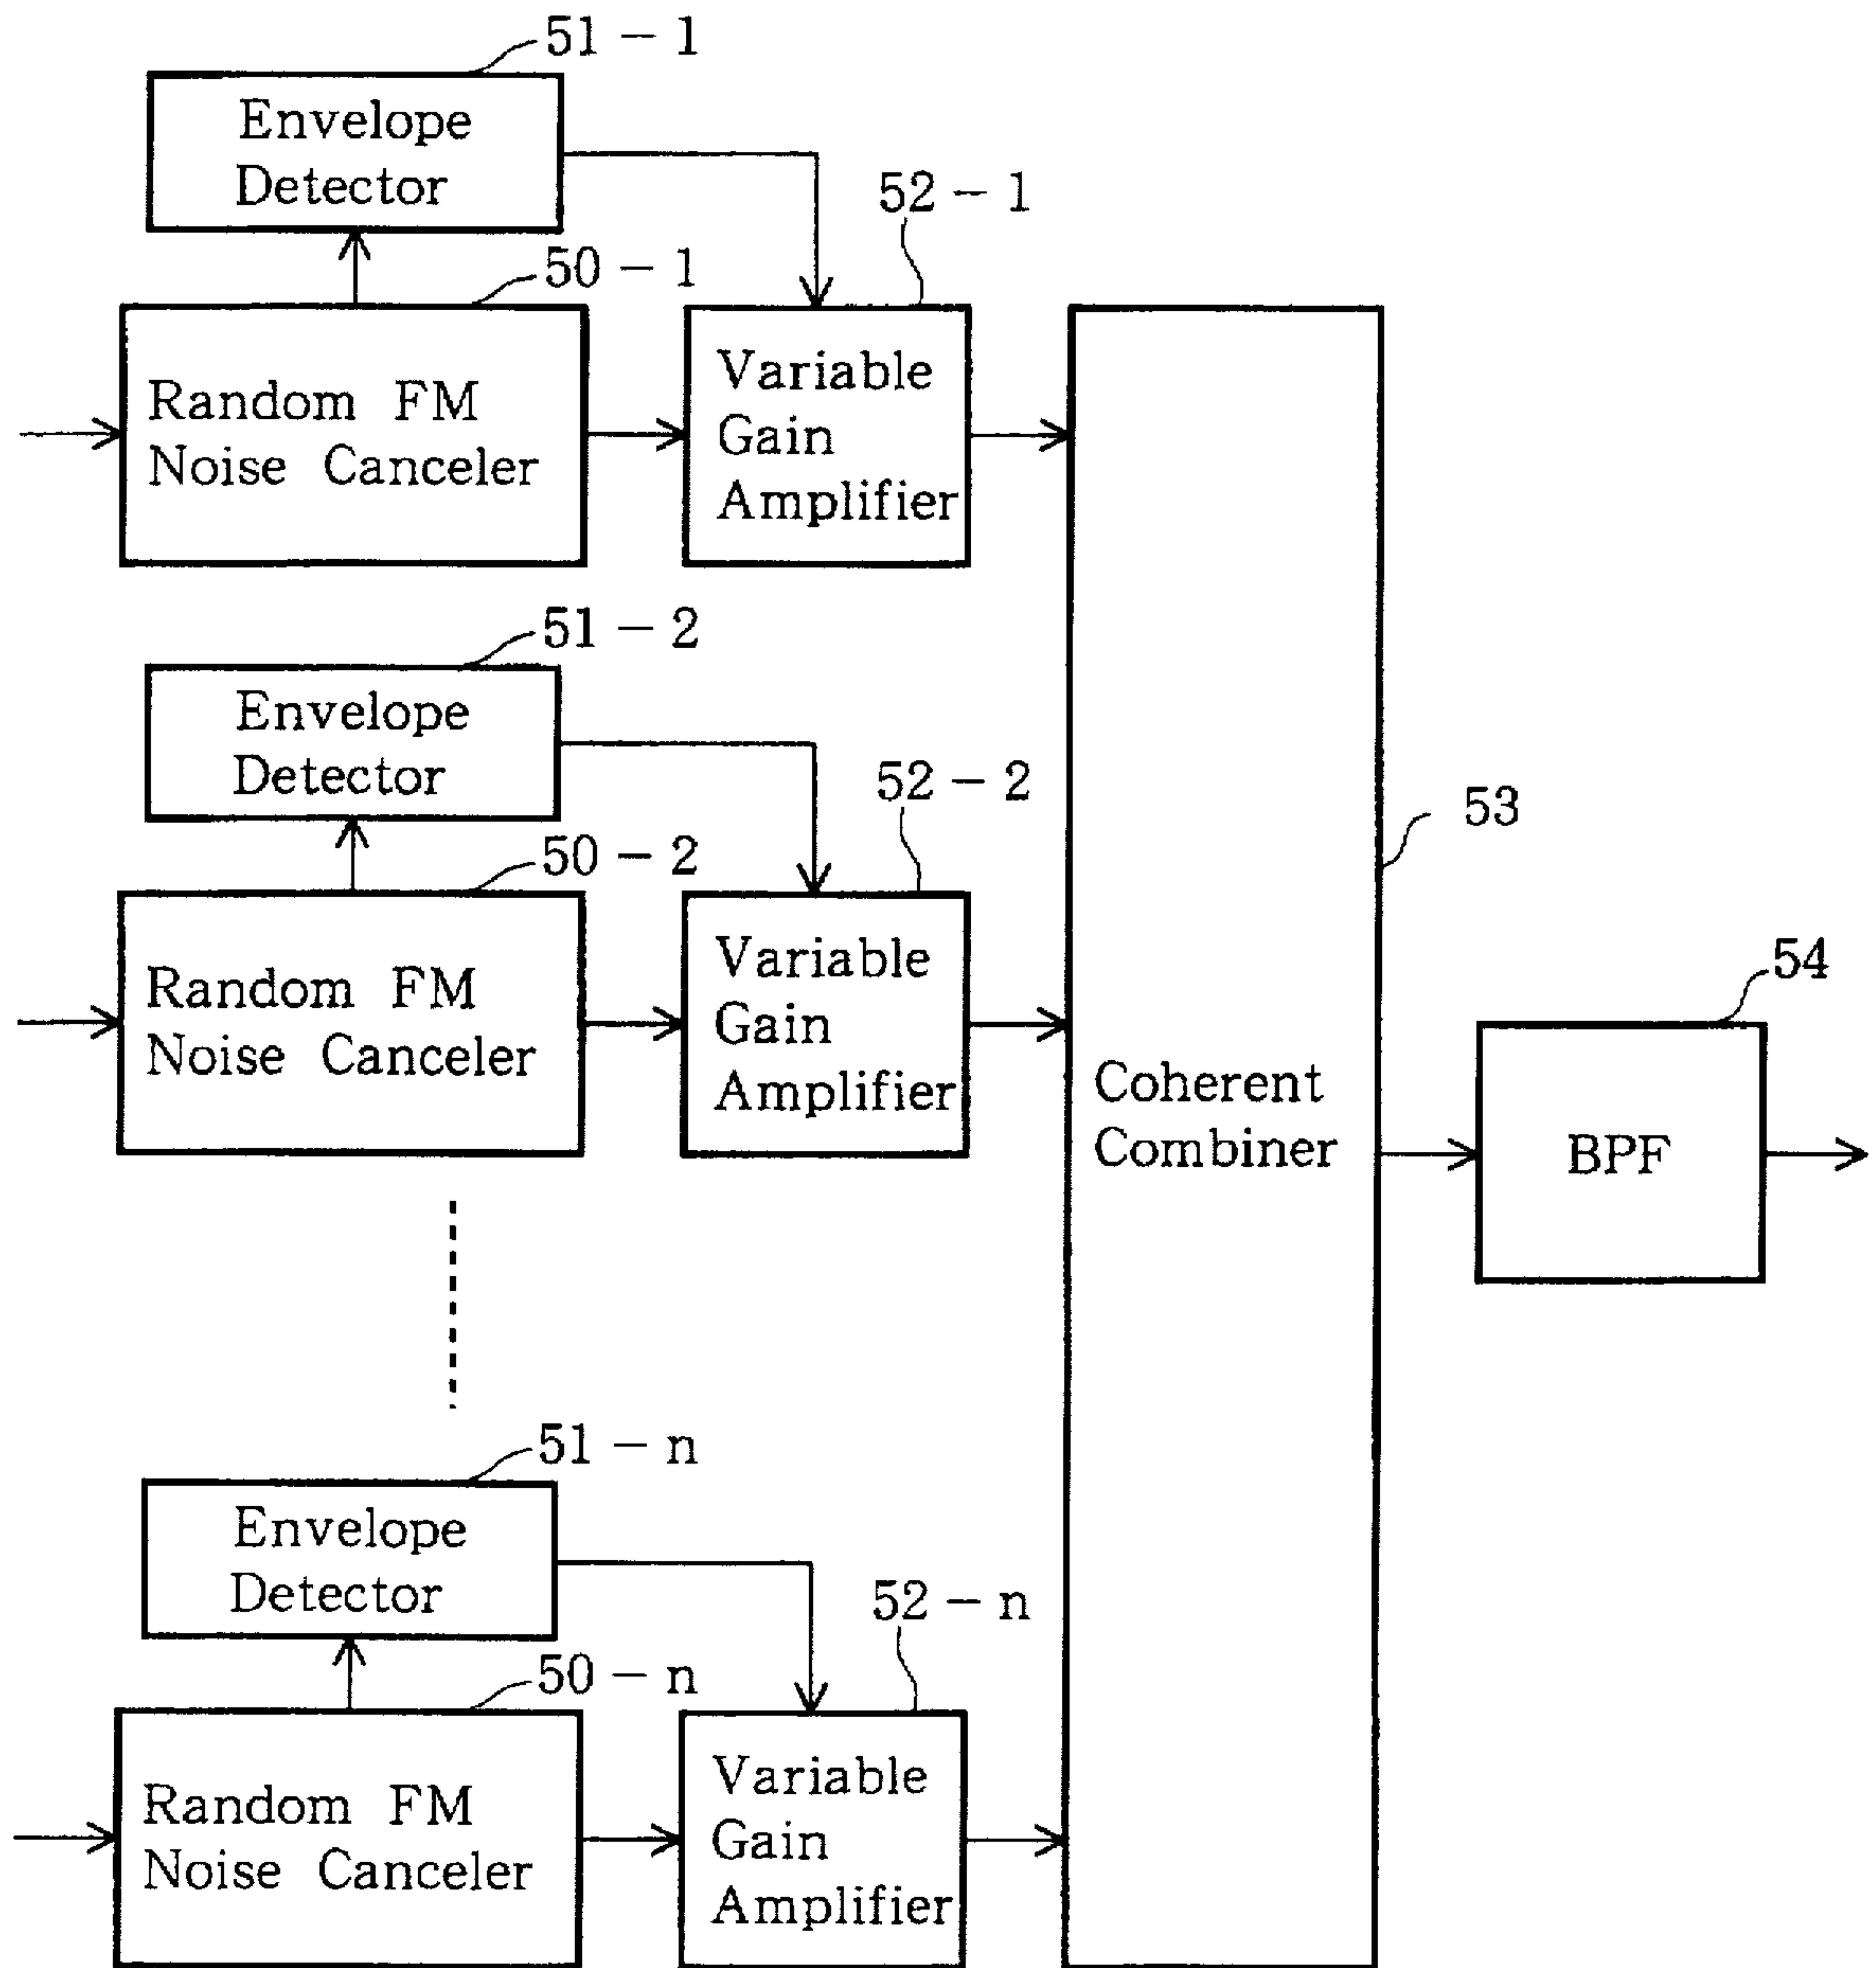 51-1
Envelope
Detector
52-1
50-1
Random FM
Noise Canceler
Variable
Gain
Amplifier
51-2
Envelope
Detector
52-2
53
50-2
Random FM
Noise Canceler
Variable
Gain
Amplifier
54
Coherent
Combiner
BPF
51-n
Envelope
Detector
52-n
50-n
Random FM
Noise Canceler
Variable
Gain
Amplifier